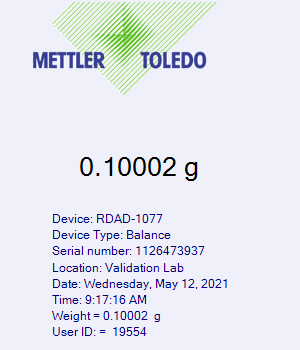 METTLER TOLEDO
0.10002 g
Device: RDAD-1077
Device Type: Balance
Serial number: 1126473937
Location: Validation Lab
Date: Wednesday, May 12, 2021
Time: 9:17:16 AM
Weight = 0.10002  g
User ID: =  19554